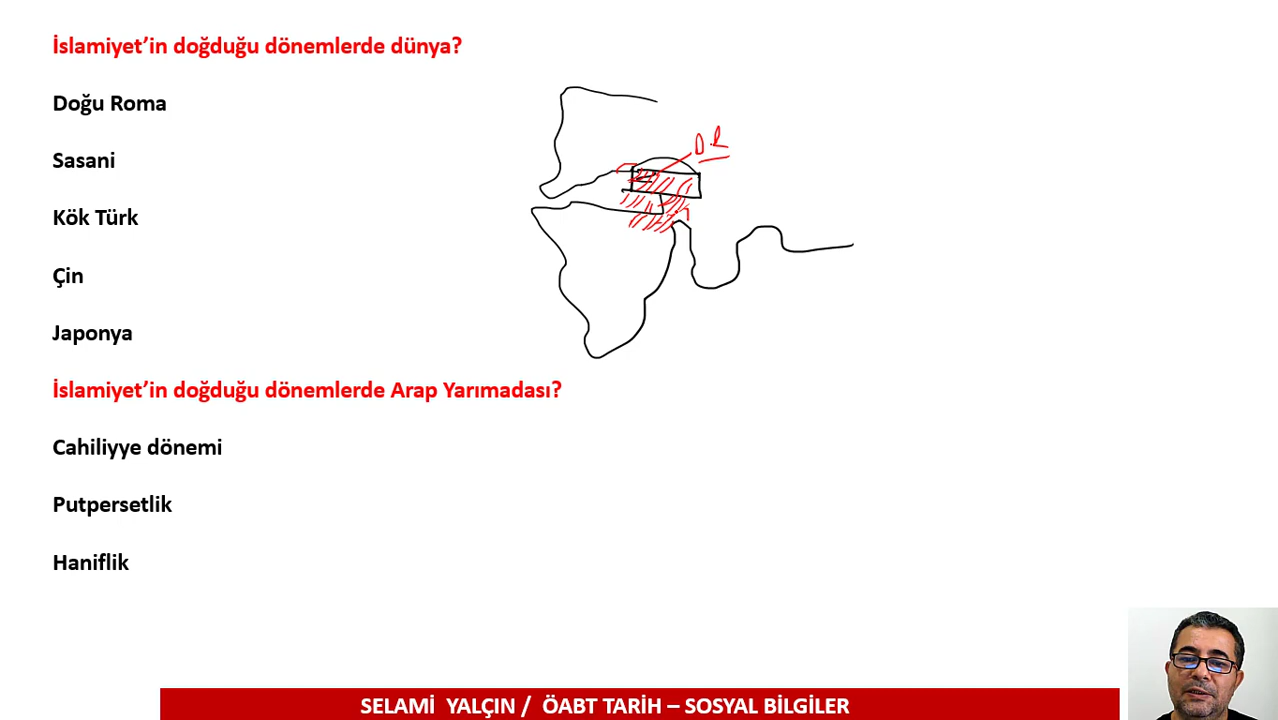 İslamiyet’in doğduğu dönemlerde dünya?
Doğu Roma
D.R
Sasani
Kök Türk
Çin
Japonya
İslamiyet’in doğduğu dönemlerde Arap Yarımadası?
Cahiliyye dönemi
Putpersetlik
Haniflik
SELAMİ YALÇIN / ÖABT TARİH – SOSYAL BİLGİLER